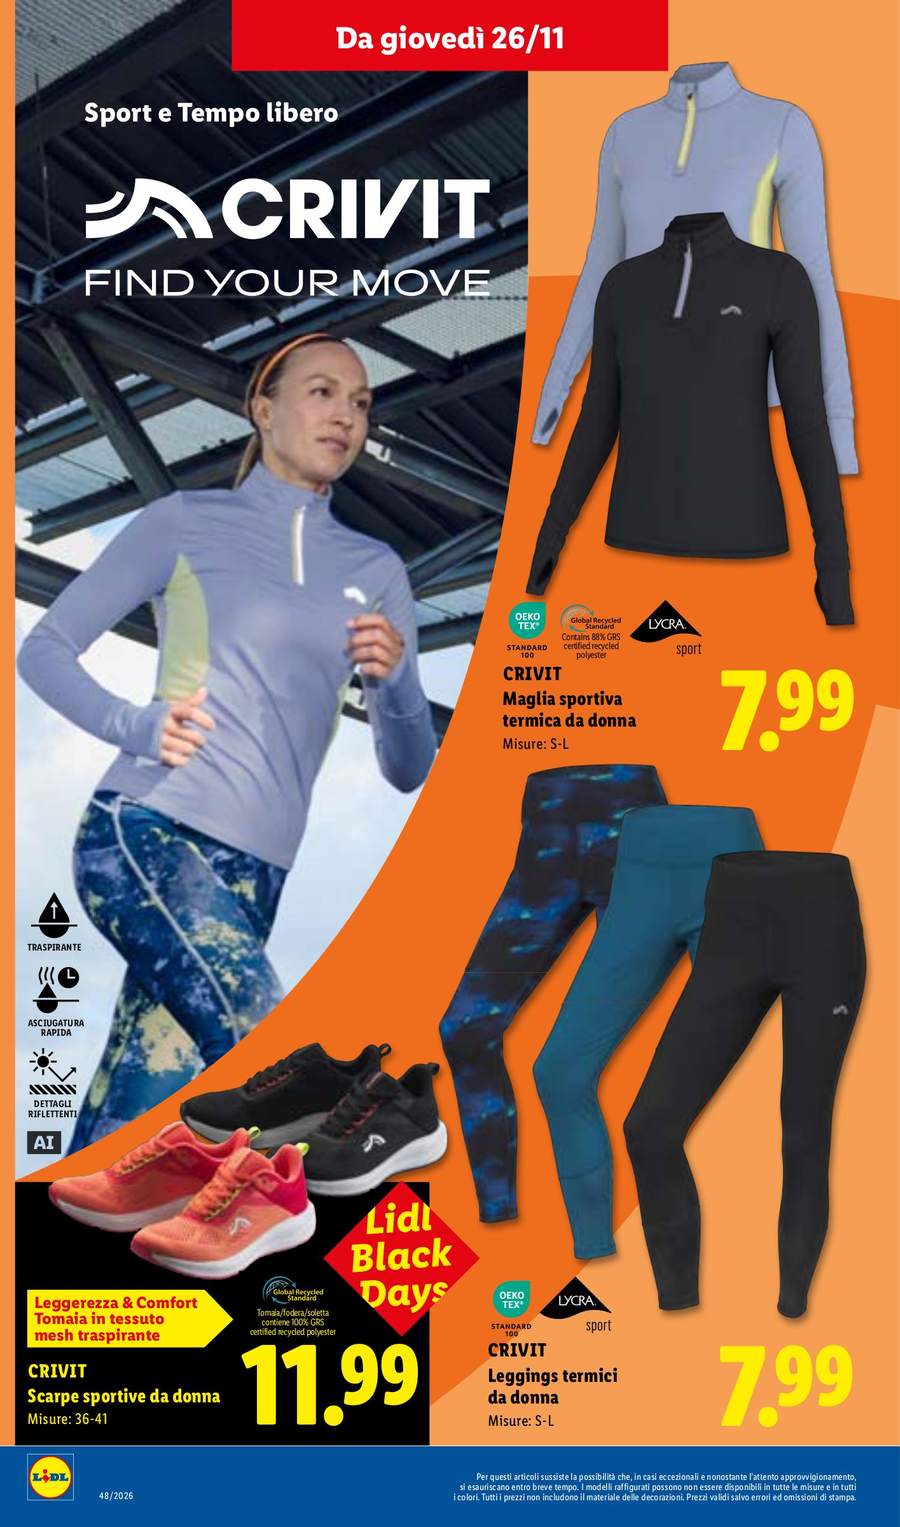 Da giovedì 26/11
Sport e Tempo libero
CRIVIT
FIND YOUR MOVE
OEKO
TEX®
STANDARD
100
Global Recycled
Standard
Contains 88% GRS
certified recycled
polyester
LYCRA®
sport
CRIVIT
Maglia sportiva
termica da donna
Misure: S-L
7.99
TRASPIRANTE
ASCIUGATURA
RAPIDA
DETTAGLI
RIFLETTENTI
AI
Lidl
Black
Days
Leggerezza & Comfort
Tomaia in tessuto
mesh traspirante
Global Recycled
Standard
Tomaia/fodera/soletta
contiene 100% GRS
certified recycled polyester
CRIVIT
Scarpe sportive da donna
Misure: 36-41
11.99
OEKO
TEX®
STANDARD
100
LYCRA®
sport
CRIVIT
Leggings termici
da donna
Misure: S-L
7.99
LIDL
48/2026
Per questi articoli sussiste la possibilità che, in casi eccezionali e nonostante l'attento approvvigionamento,
si esauriscano entro breve tempo. I modelli raffigurati possono non essere disponibili in tutte le misure e in tutti
i colori. Tutti i prezzi non includono il materiale delle decorazioni. Prezzi validi salvo errori ed omissioni di stampa.